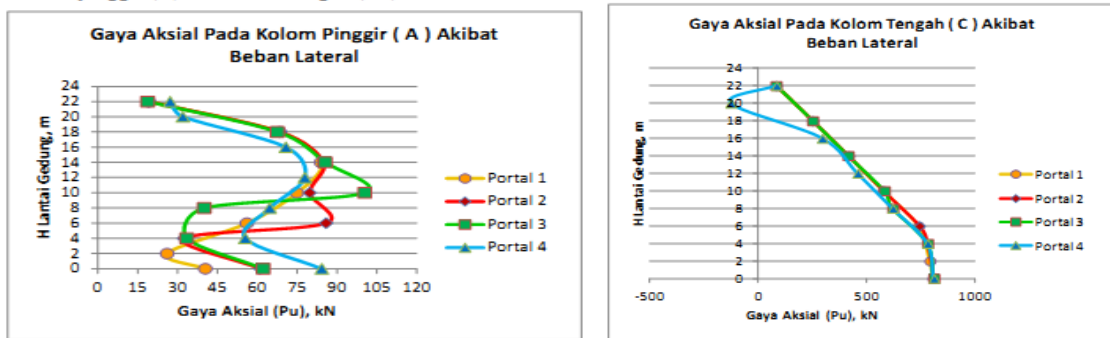 Gaya Aksial Pada Kolom Pinggir ( A ) Akibat
Beban Lateral
H Lantai Gedung, m
24
22
20
18
16
14
12
10
8
6
4
2
0
0
15
30
45
60
75
90
105
120
Gaya Aksial (Pu), kN
Portal 1
Portal 2
Portal 3
Portal 4
Gaya Aksial Pada Kolom Tengah ( C ) Akibat
Beban Lateral
H Lantai Gedung, m
24
22
20
18
16
14
12
10
8
6
4
2
0
-500
0
500
1000
Gaya Aksial (Pu), kN
Portal 1
Portal 2
Portal 3
Portal 4